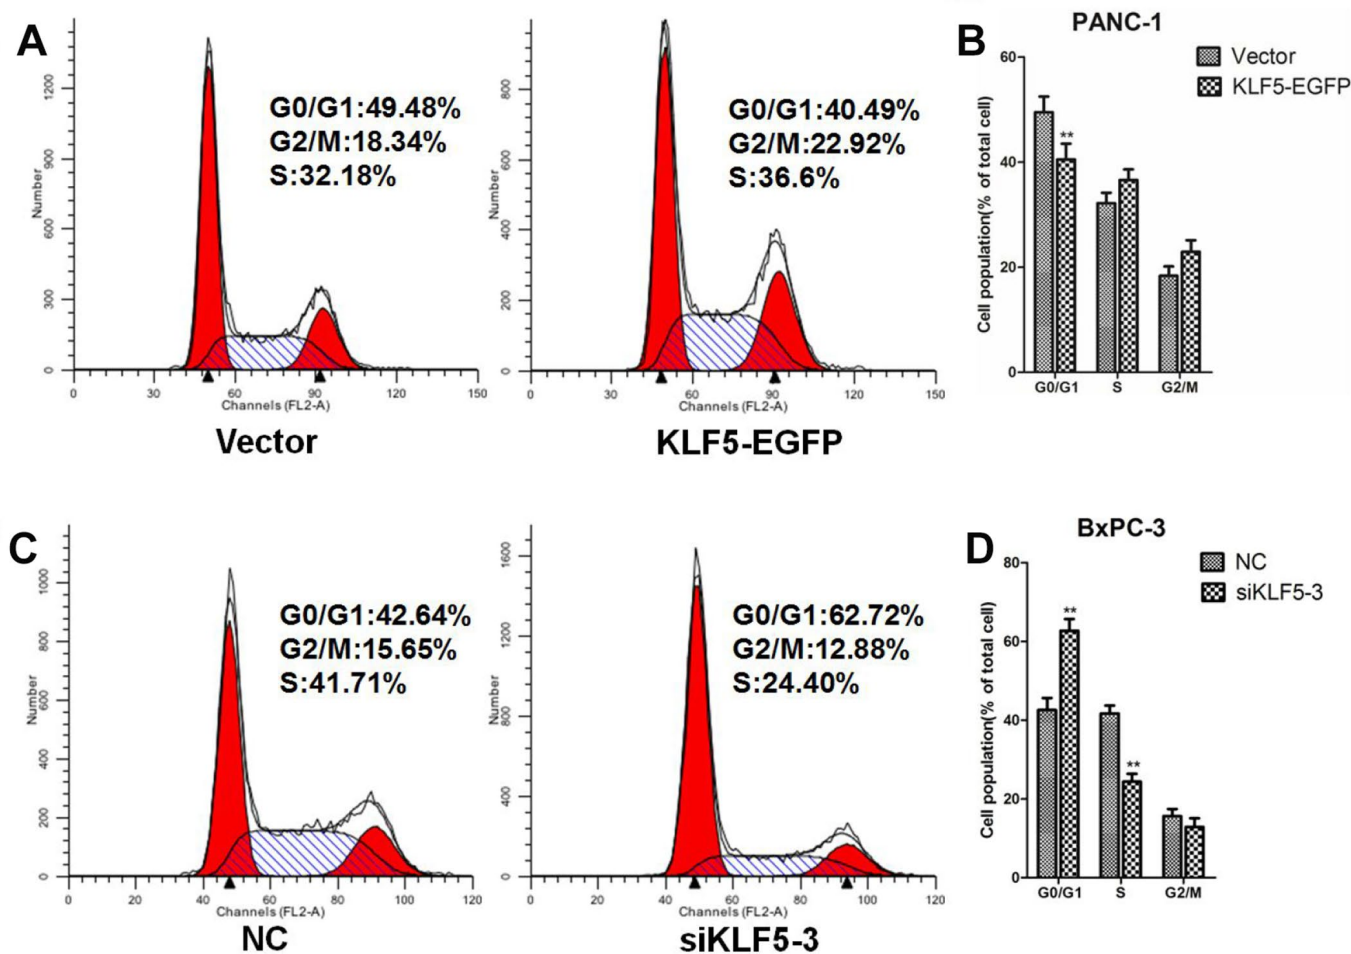 A
1200
900
600
300
0
Number
G0/G1:49.48%
G2/M:18.34%
S:32.18%
0 30 60 90 120 150
Channels (FL2-A)
Vector
800
600
400
200
0
Number
G0/G1:40.49%
G2/M:22.92%
S:36.6%
0 30 60 90 120 150
Channels (FL2-A)
KLF5-EGFP
B
PANC-1
Vector
KLF5-EGFP
Cell population(% of total cell)
60
40
20
0
**
G0/G1 S G2/M
C
1000
800
600
400
200
0
Number
G0/G1:42.64%
G2/M:15.65%
S:41.71%
0 20 40 60 80 100 120
Channels (FL2-A)
NC
1600
1200
800
400
0
Number
G0/G1:62.72%
G2/M:12.88%
S:24.40%
0 20 40 60 80 100 120
Channels (FL2-A)
siKLF5-3
D
BxPC-3
NC
siKLF5-3
Cell population(% of total cell)
80
60
40
20
0
**
**
G0/G1 S G2/M